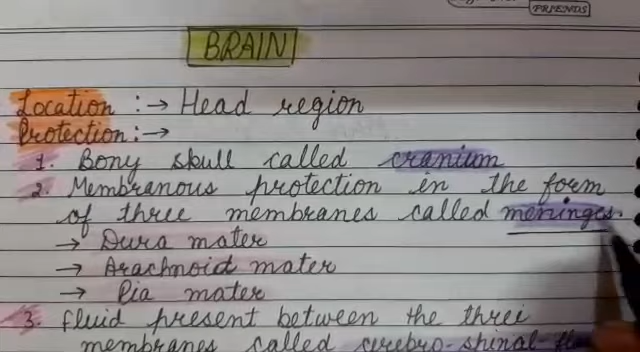 FRIENDS
BRAIN
Location :→ Head region
Protection :→
1. Bony skull called cranium
2. Membranous protection in the form
of three membranes called meninges.
→ Dura mater
→ Arachnoid mater
→ Pia mater
3. fluid present between the three
membranes called cerebro-spinal-